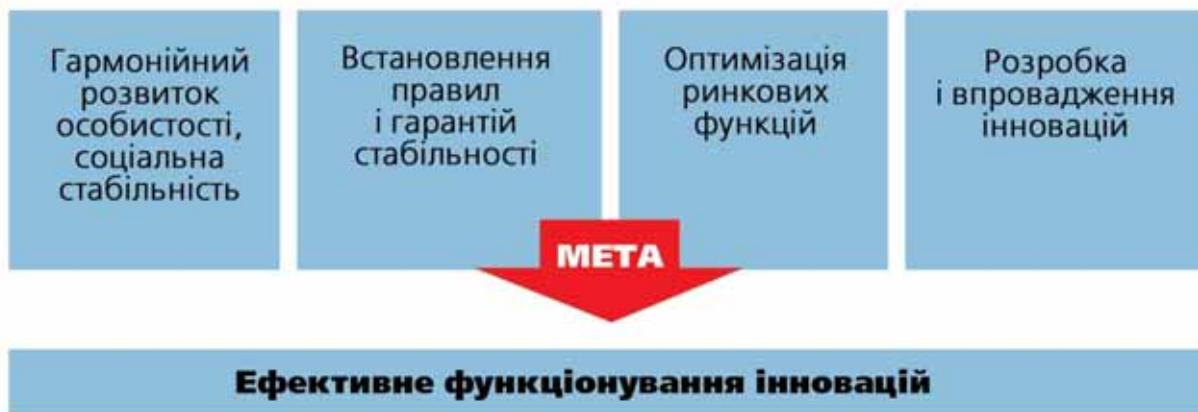 Гармонійний
розвиток
особистості,
соціальна
стабільність
Встановлення
правил
і гарантій
стабільності
Оптимізація
ринкових
функцій
Розробка
і впровадження
інновацій
МЕТА
Ефективне функціонування інновацій